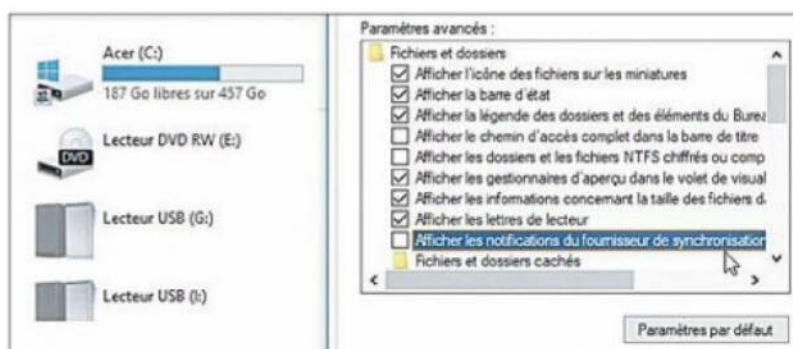 Acer (C:)
187 Go libres sur 457 Go
Lecteur DVD RW (E:)
DVD
Lecteur USB (G:)
Lecteur USB (I:)
Paramètres avancés :
Fichiers et dossiers
Afficher l'icône des fichiers sur les miniatures
Afficher la barre d'état
Afficher la légende des dossiers et des éléments du Burea
Afficher le chemin d'accès complet dans la barre de titre
Afficher les dossiers et les fichiers NTFS chiffrés ou comp
Afficher les gestionnaires d'aperçu dans le volet de visual
Afficher les informations concernant la taille des fichiers d
Afficher les lettres de lecteur
Afficher les notifications du fournisseur de synchronisation
Fichiers et dossiers cachés
Paramètres par défaut